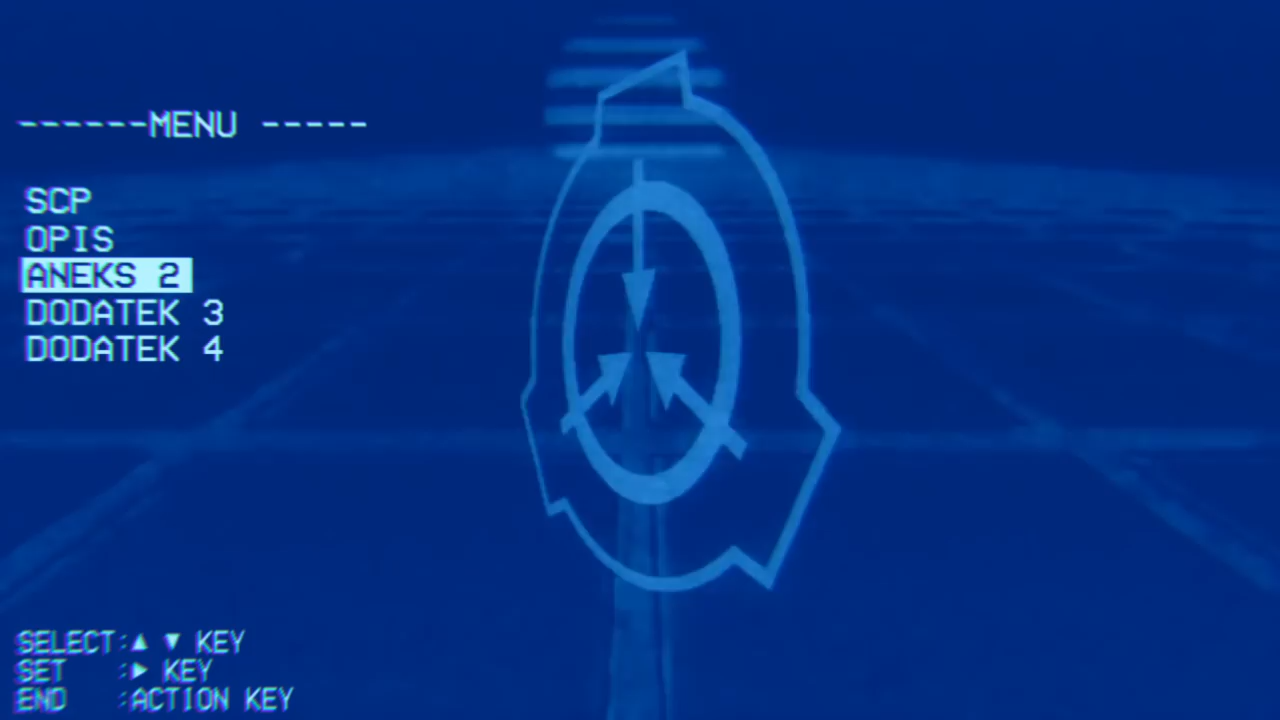 ------MENU -----
SCP
OPIS
ANEKS 2
DODATEK 3
DODATEK 4
SELECT:▲ ▼ KEY
SET   :► KEY
END   :ACTION KEY